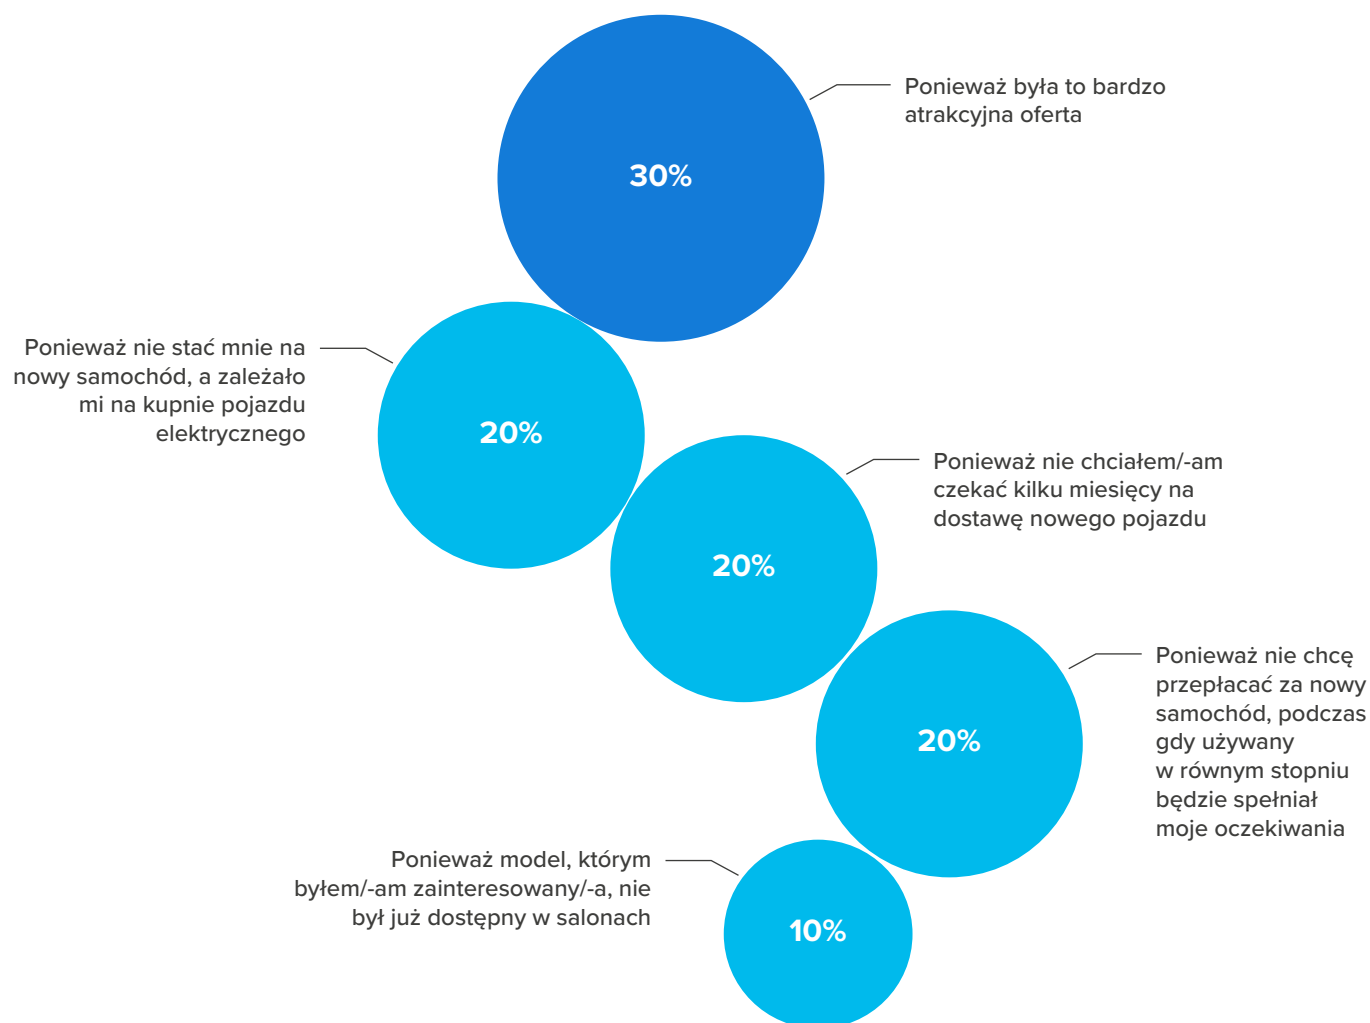 Ponieważ była to bardzo
atrakcyjna oferta
30%
Ponieważ nie stać mnie na
nowy samochód, a zależało
mi na kupnie pojazdu
elektrycznego
20%
Ponieważ nie chciałem/-am
czekać kilku miesięcy na
dostawę nowego pojazdu
20%
Ponieważ nie chcę
przepłacać za nowy
samochód, podczas
gdy używany
w równym stopniu
będzie spełniał
moje oczekiwania
20%
Ponieważ model, którym
byłem/-am zainteresowany/-a, nie
był już dostępny w salonach
10%